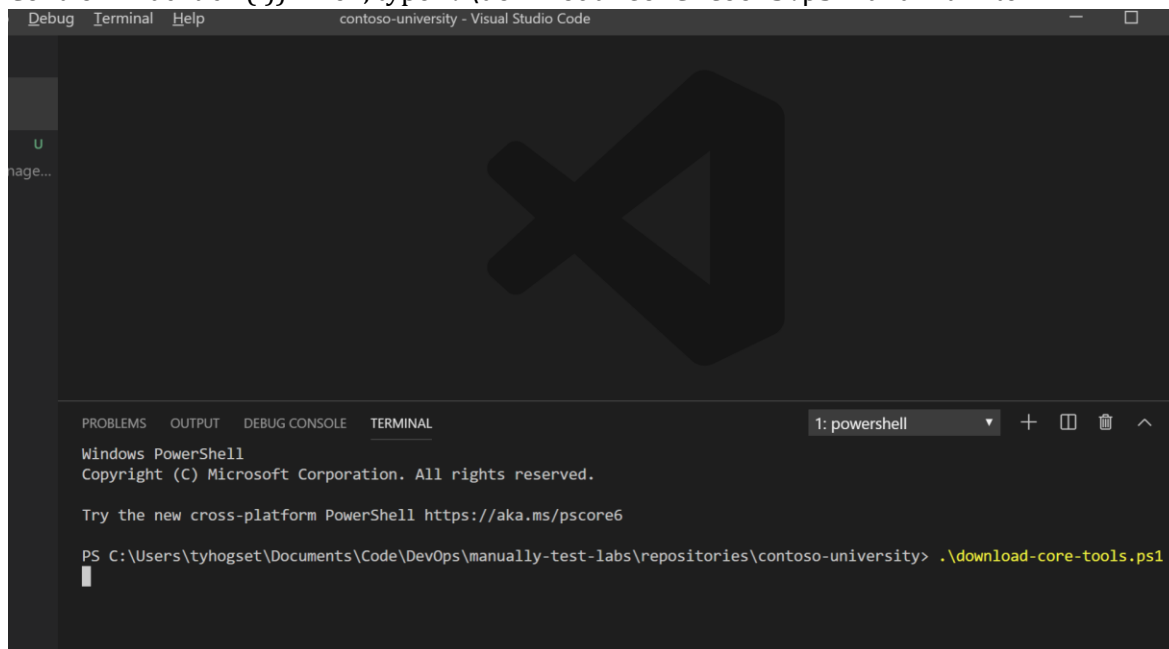 Debug Terminal Help contoso-university - Visual Studio Code
U
nage...
PROBLEMS OUTPUT DEBUG CONSOLE TERMINAL 1: powershell
Windows PowerShell
Copyright (C) Microsoft Corporation. All rights reserved.
Try the new cross-platform PowerShell https://aka.ms/pscore6
PS C:\Users\tyhogset\Documents\Code\DevOps\manually-test-labs\repositories\contoso-university> .\download-core-tools.ps1